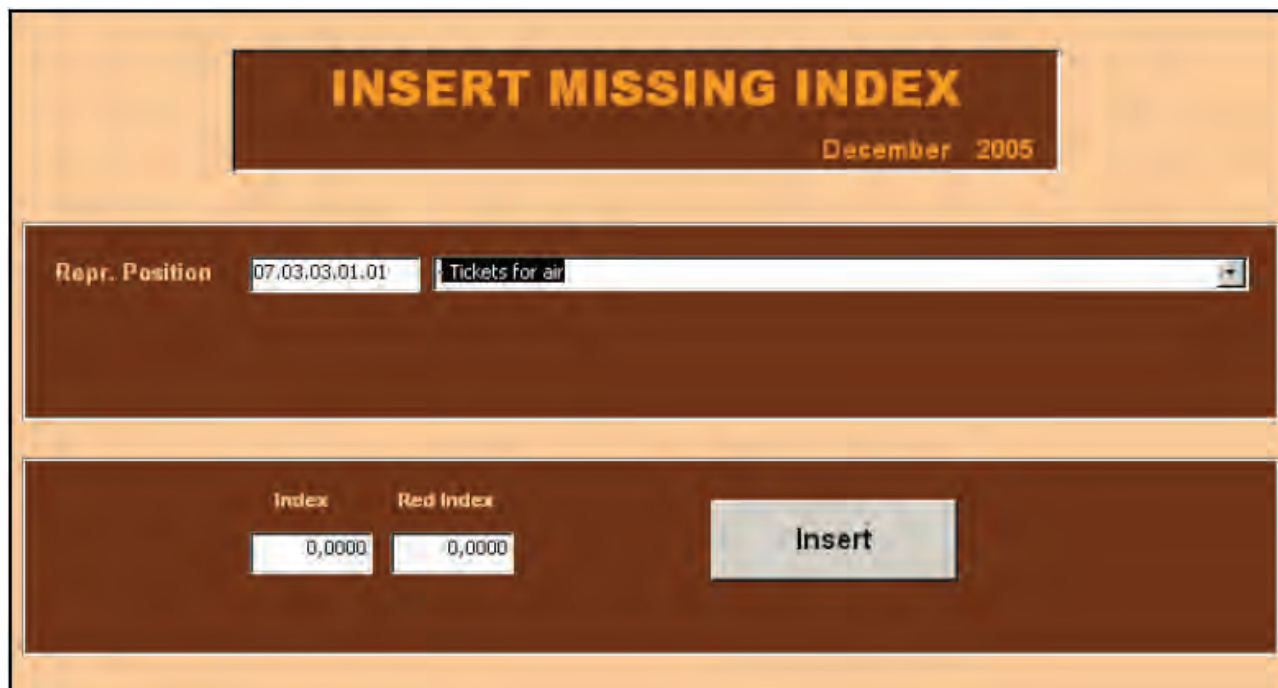 INSERT MISSING INDEX
December 2005
Repr. Position 07.03.03.01.01 Tickets for air
Index Red Index
0,0000 0,0000 Insert